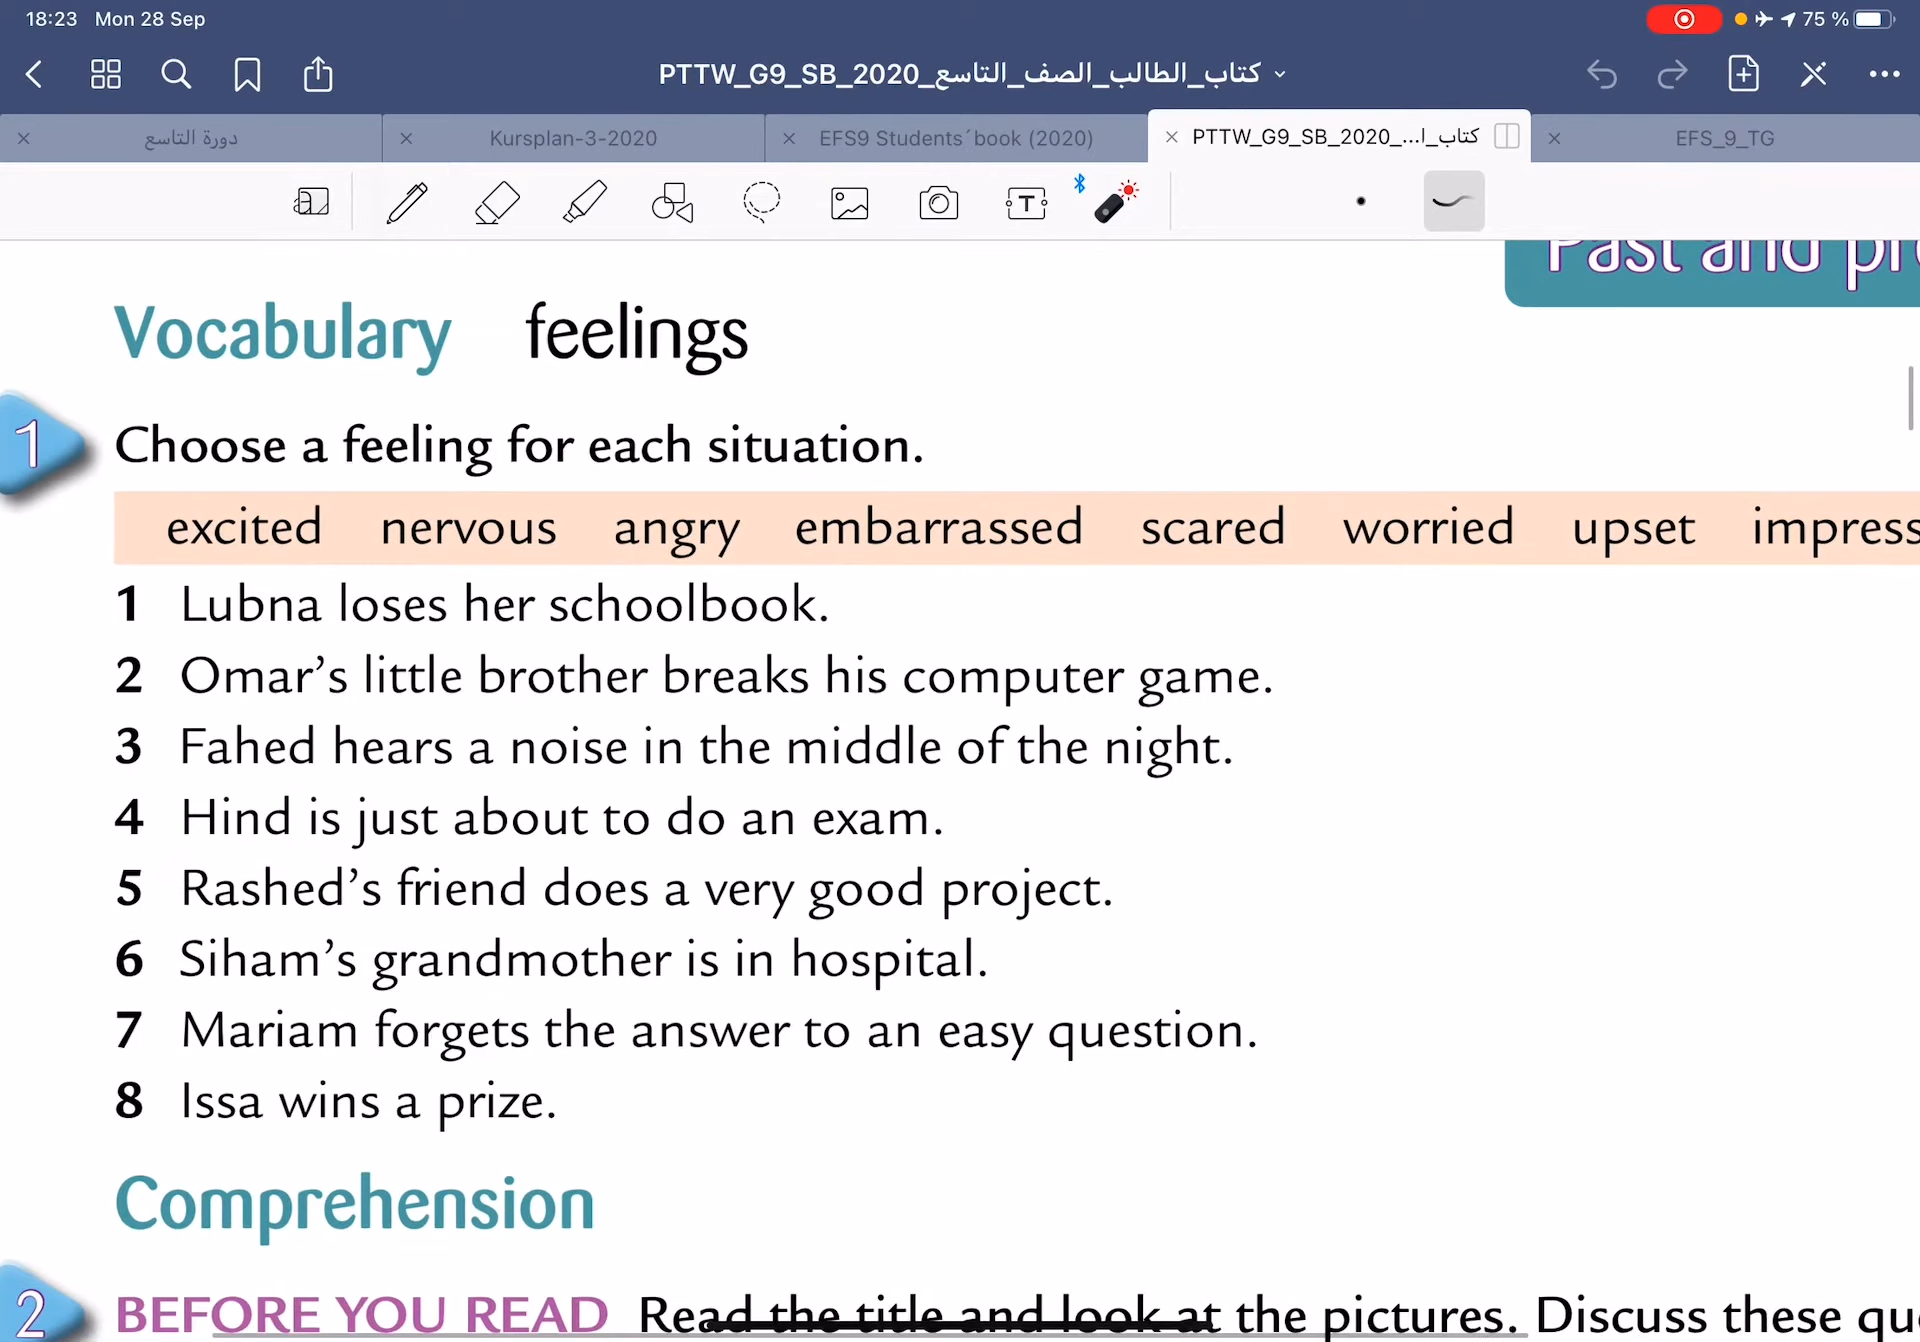 18:23 Mon 28 Sep
75 %
PTTW_G9_SB_2020_كتاب_الطالب_الصف_التاسع
دورة التاسع
Kursplan-3-2020
EFS9 Students´book (2020)
PTTW_G9_SB_2020_...كتاب_ا
EFS_9_TG
T
Past and pr
Vocabulary feelings
1 Choose a feeling for each situation.
excited nervous angry embarrassed scared worried upset impress
1 Lubna loses her schoolbook.
2 Omar's little brother breaks his computer game.
3 Fahed hears a noise in the middle of the night.
4 Hind is just about to do an exam.
5 Rashed's friend does a very good project.
6 Siham's grandmother is in hospital.
7 Mariam forgets the answer to an easy question.
8 Issa wins a prize.
Comprehension
2 BEFORE YOU READ Read the title and look at the pictures. Discuss these qu